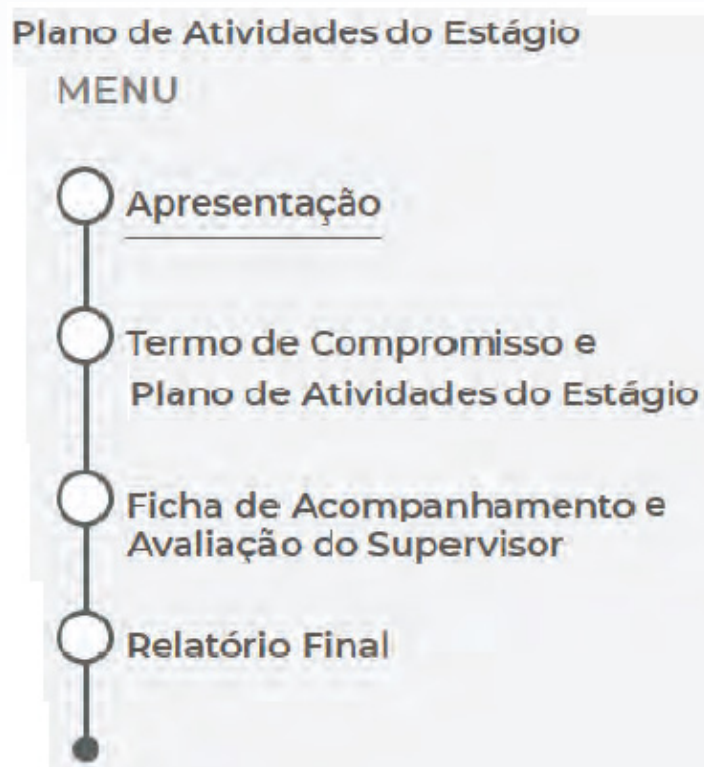 Plano de Atividades do Estágio
MENU
Apresentação
Termo de Compromisso e
Plano de Atividades do Estágio
Ficha de Acompanhamento e
Avaliação do Supervisor
Relatório Final